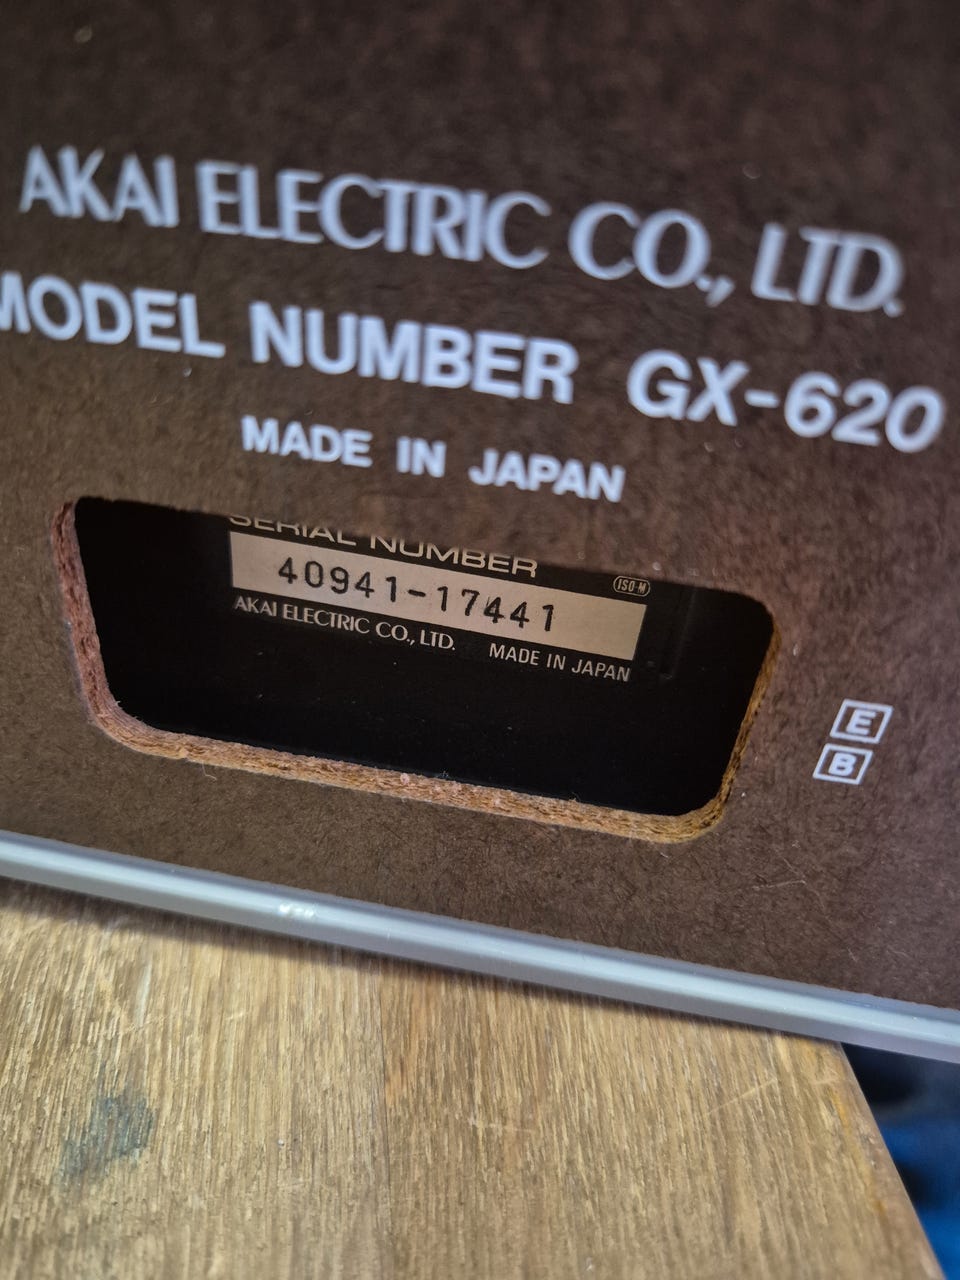 AKAI ELECTRIC CO., LTD.
MODEL NUMBER GX-620
MADE IN JAPAN
SERIAL NUMBER
ISO-M
40941-17441
AKAI ELECTRIC CO., LTD. MADE IN JAPAN
E
B